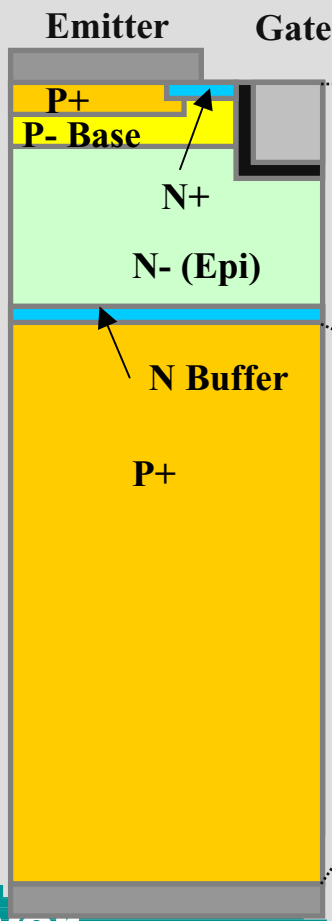 Emitter
Gate
P+
P- Base
N+
N- (Epi)
N Buffer
P+